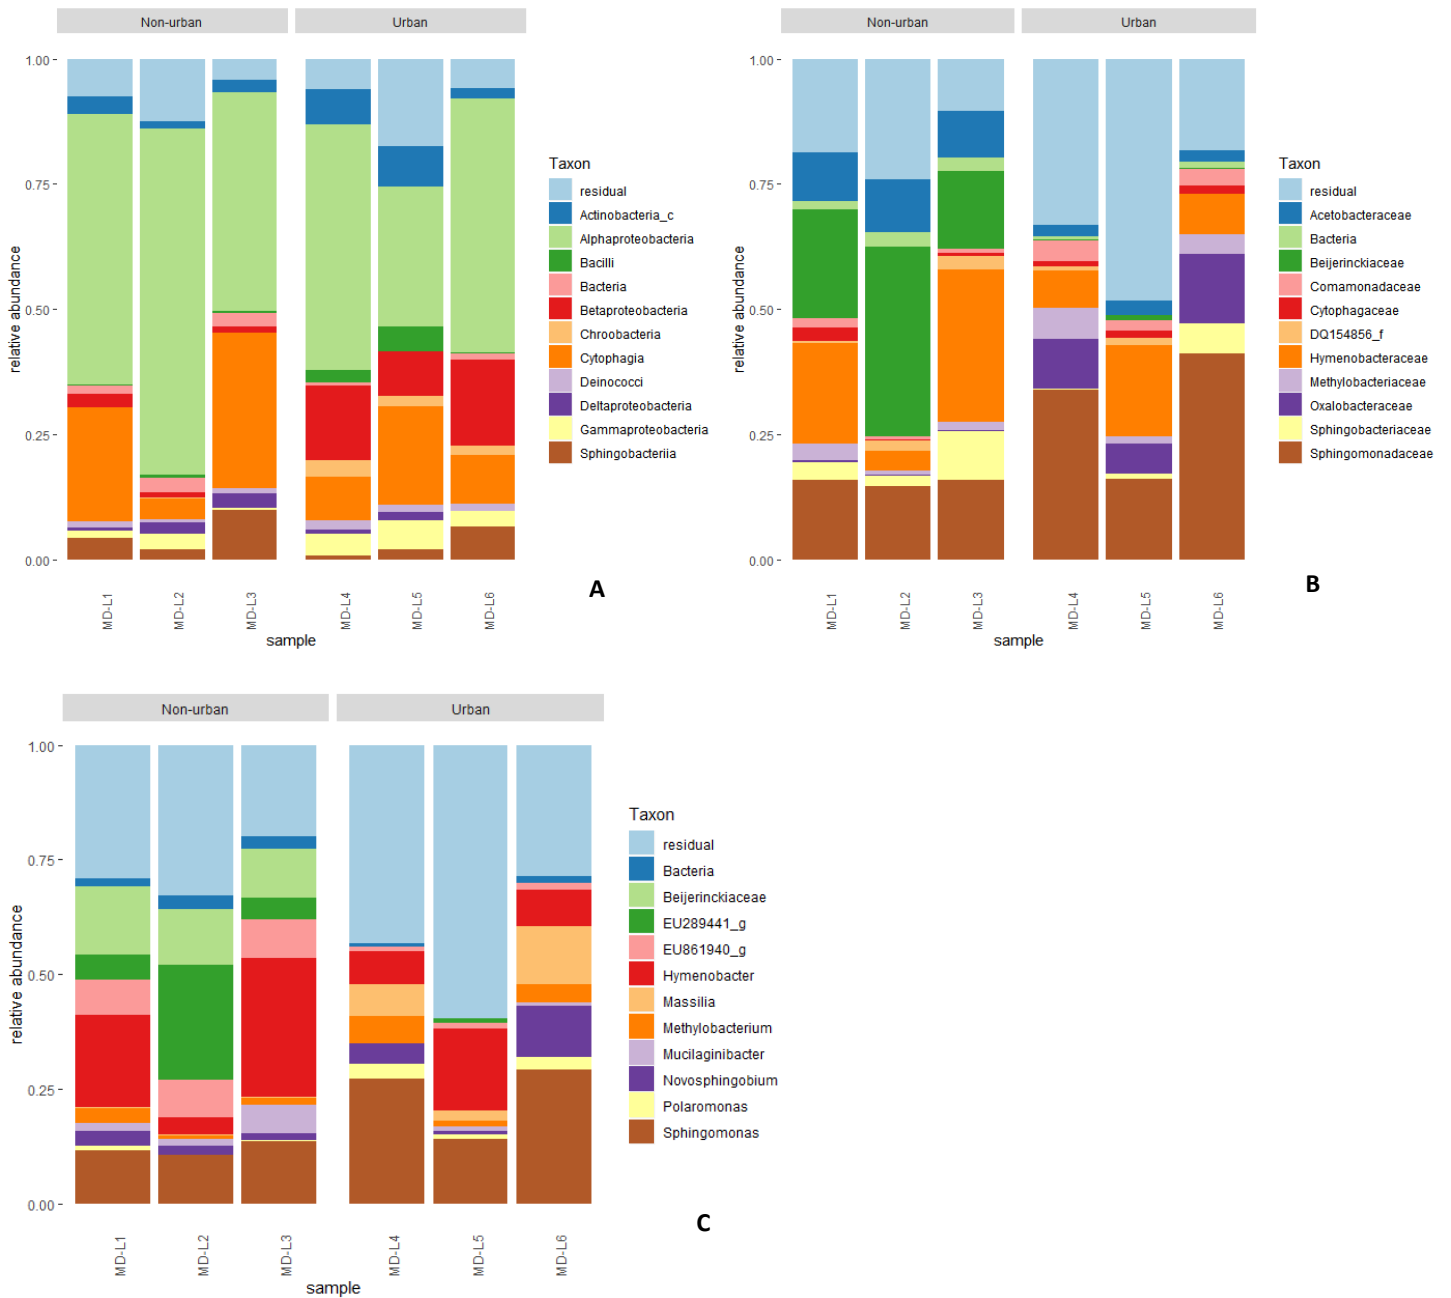 Non-urban Urban
1.00
0.75
0.50
0.25
0.00
relative abundance
MD-L1 MD-L2 MD-L3 MD-L4 MD-L5 MD-L6
sample
Taxon
residual
Actinobacteria_c
Alphaproteobacteria
Bacilli
Bacteria
Betaproteobacteria
Chroobacteria
Cytophagia
Deinococci
Deltaproteobacteria
Gammaproteobacteria
Sphingobacteriia
A
Non-urban Urban
1.00
0.75
0.50
0.25
0.00
relative abundance
MD-L1 MD-L2 MD-L3 MD-L4 MD-L5 MD-L6
sample
Taxon
residual
Acetobacteraceae
Bacteria
Beijerinckiaceae
Comamonadaceae
Cytophagaceae
DQ154856_f
Hymenobacteraceae
Methylobacteriaceae
Oxalobacteraceae
Sphingobacteriaceae
Sphingomonadaceae
B
Non-urban Urban
1.00
0.75
0.50
0.25
0.00
relative abundance
MD-L1 MD-L2 MD-L3 MD-L4 MD-L5 MD-L6
sample
Taxon
residual
Bacteria
Beijerinckiaceae
EU289441_g
EU861940_g
Hymenobacter
Massilia
Methylobacterium
Mucilaginibacter
Novosphingobium
Polaromonas
Sphingomonas
C